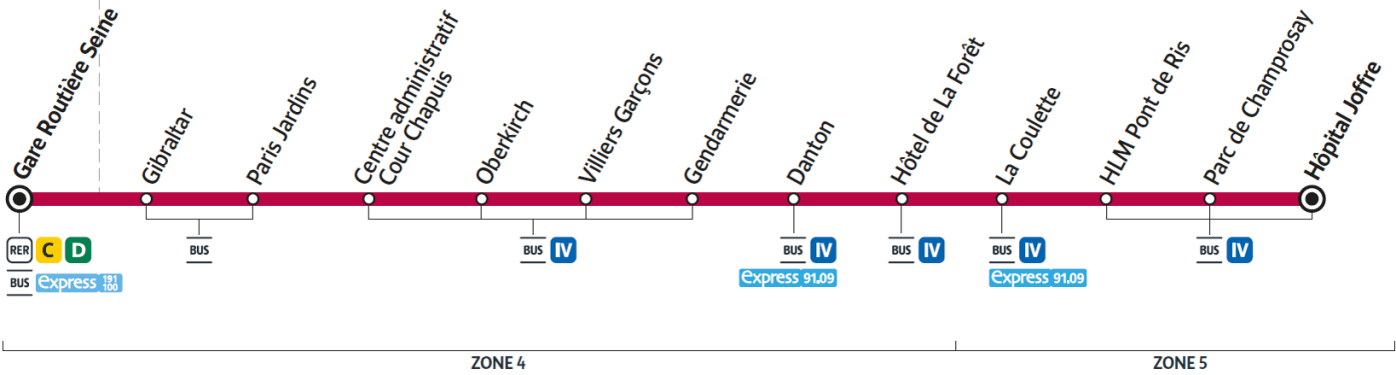 Gare Routière Seine
Gibraltar
Paris Jardins
Centre administratif
Cour Chapuis
Oberkirch
Villiers Garçons
Gendarmerie
Danton
Hôtel de La Forêt
La Coulette
HLM Pont de Ris
Parc de Champrosay
Hôpital Joffre
RER C D
BUS express 191 100
BUS
BUS IV
BUS IV
express 91.09
BUS IV
BUS IV
express 91.09
BUS IV
ZONE 4
ZONE 5